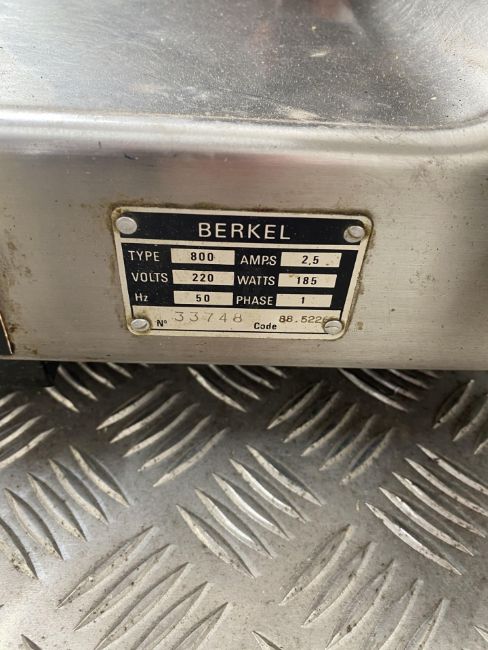 BERKEL
TYPE 800 AMPS 2,5
VOLTS 220 WATTS 185
Hz 50 PHASE 1
N° 33748 Code